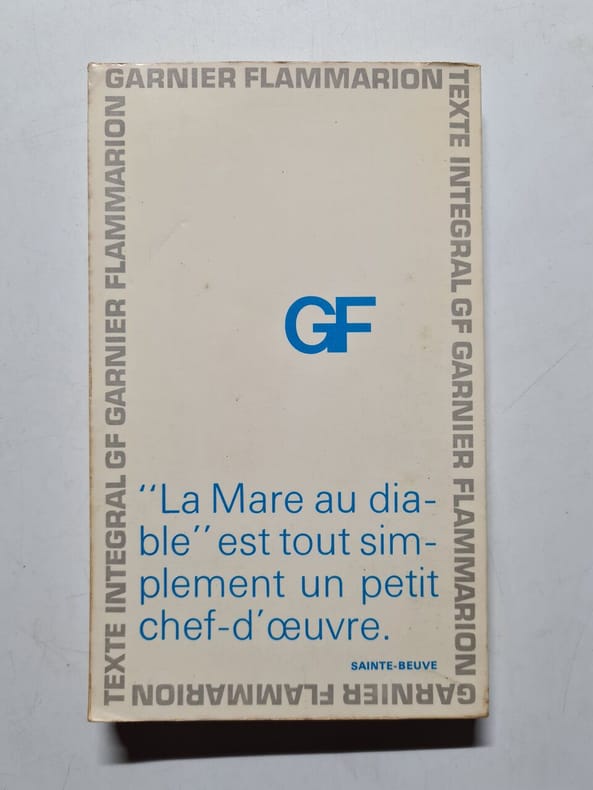 GARNIER FLAMMARION
TEXTE INTEGRAL GF GARNIER FLAMMARION
GARNIER FLAMMARION
TEXTE INTEGRAL GF GARNIER FLAMMARION
GF
"La Mare au dia-
ble" est tout sim-
plement un petit
chef-d'œuvre.
SAINTE-BEUVE